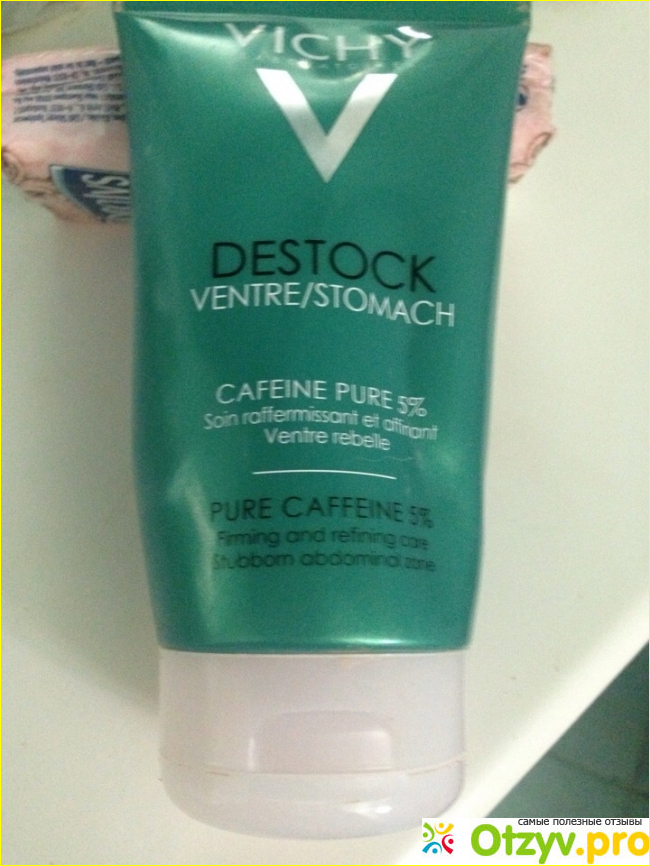 VICHY
LABORATOIRES
DESTOCK
VENTRE/STOMACH
CAFEINE PURE 5%
Soin raffermissant et affinant
Ventre rebelle
PURE CAFFEINE 5%
Firming and refining care
Stubborn abdominal zone
самые полезные отзывы
Otzyv.pro